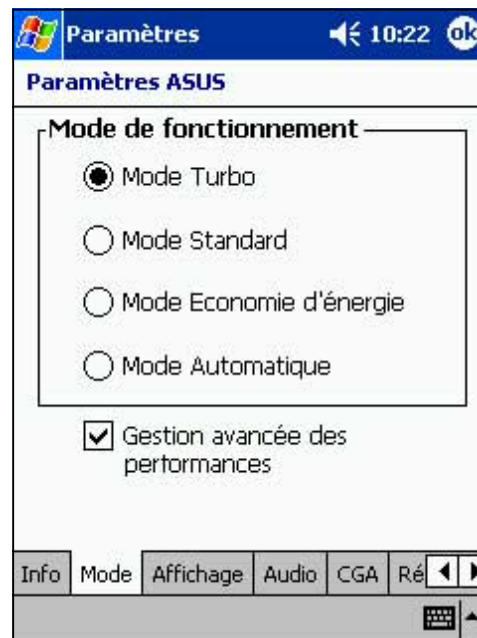 Paramètres 10:22 ok
Paramètres ASUS
Mode de fonctionnement
Mode Turbo
Mode Standard
Mode Economie d'énergie
Mode Automatique
Gestion avancée des
performances
Info Mode Affichage Audio CGA Ré